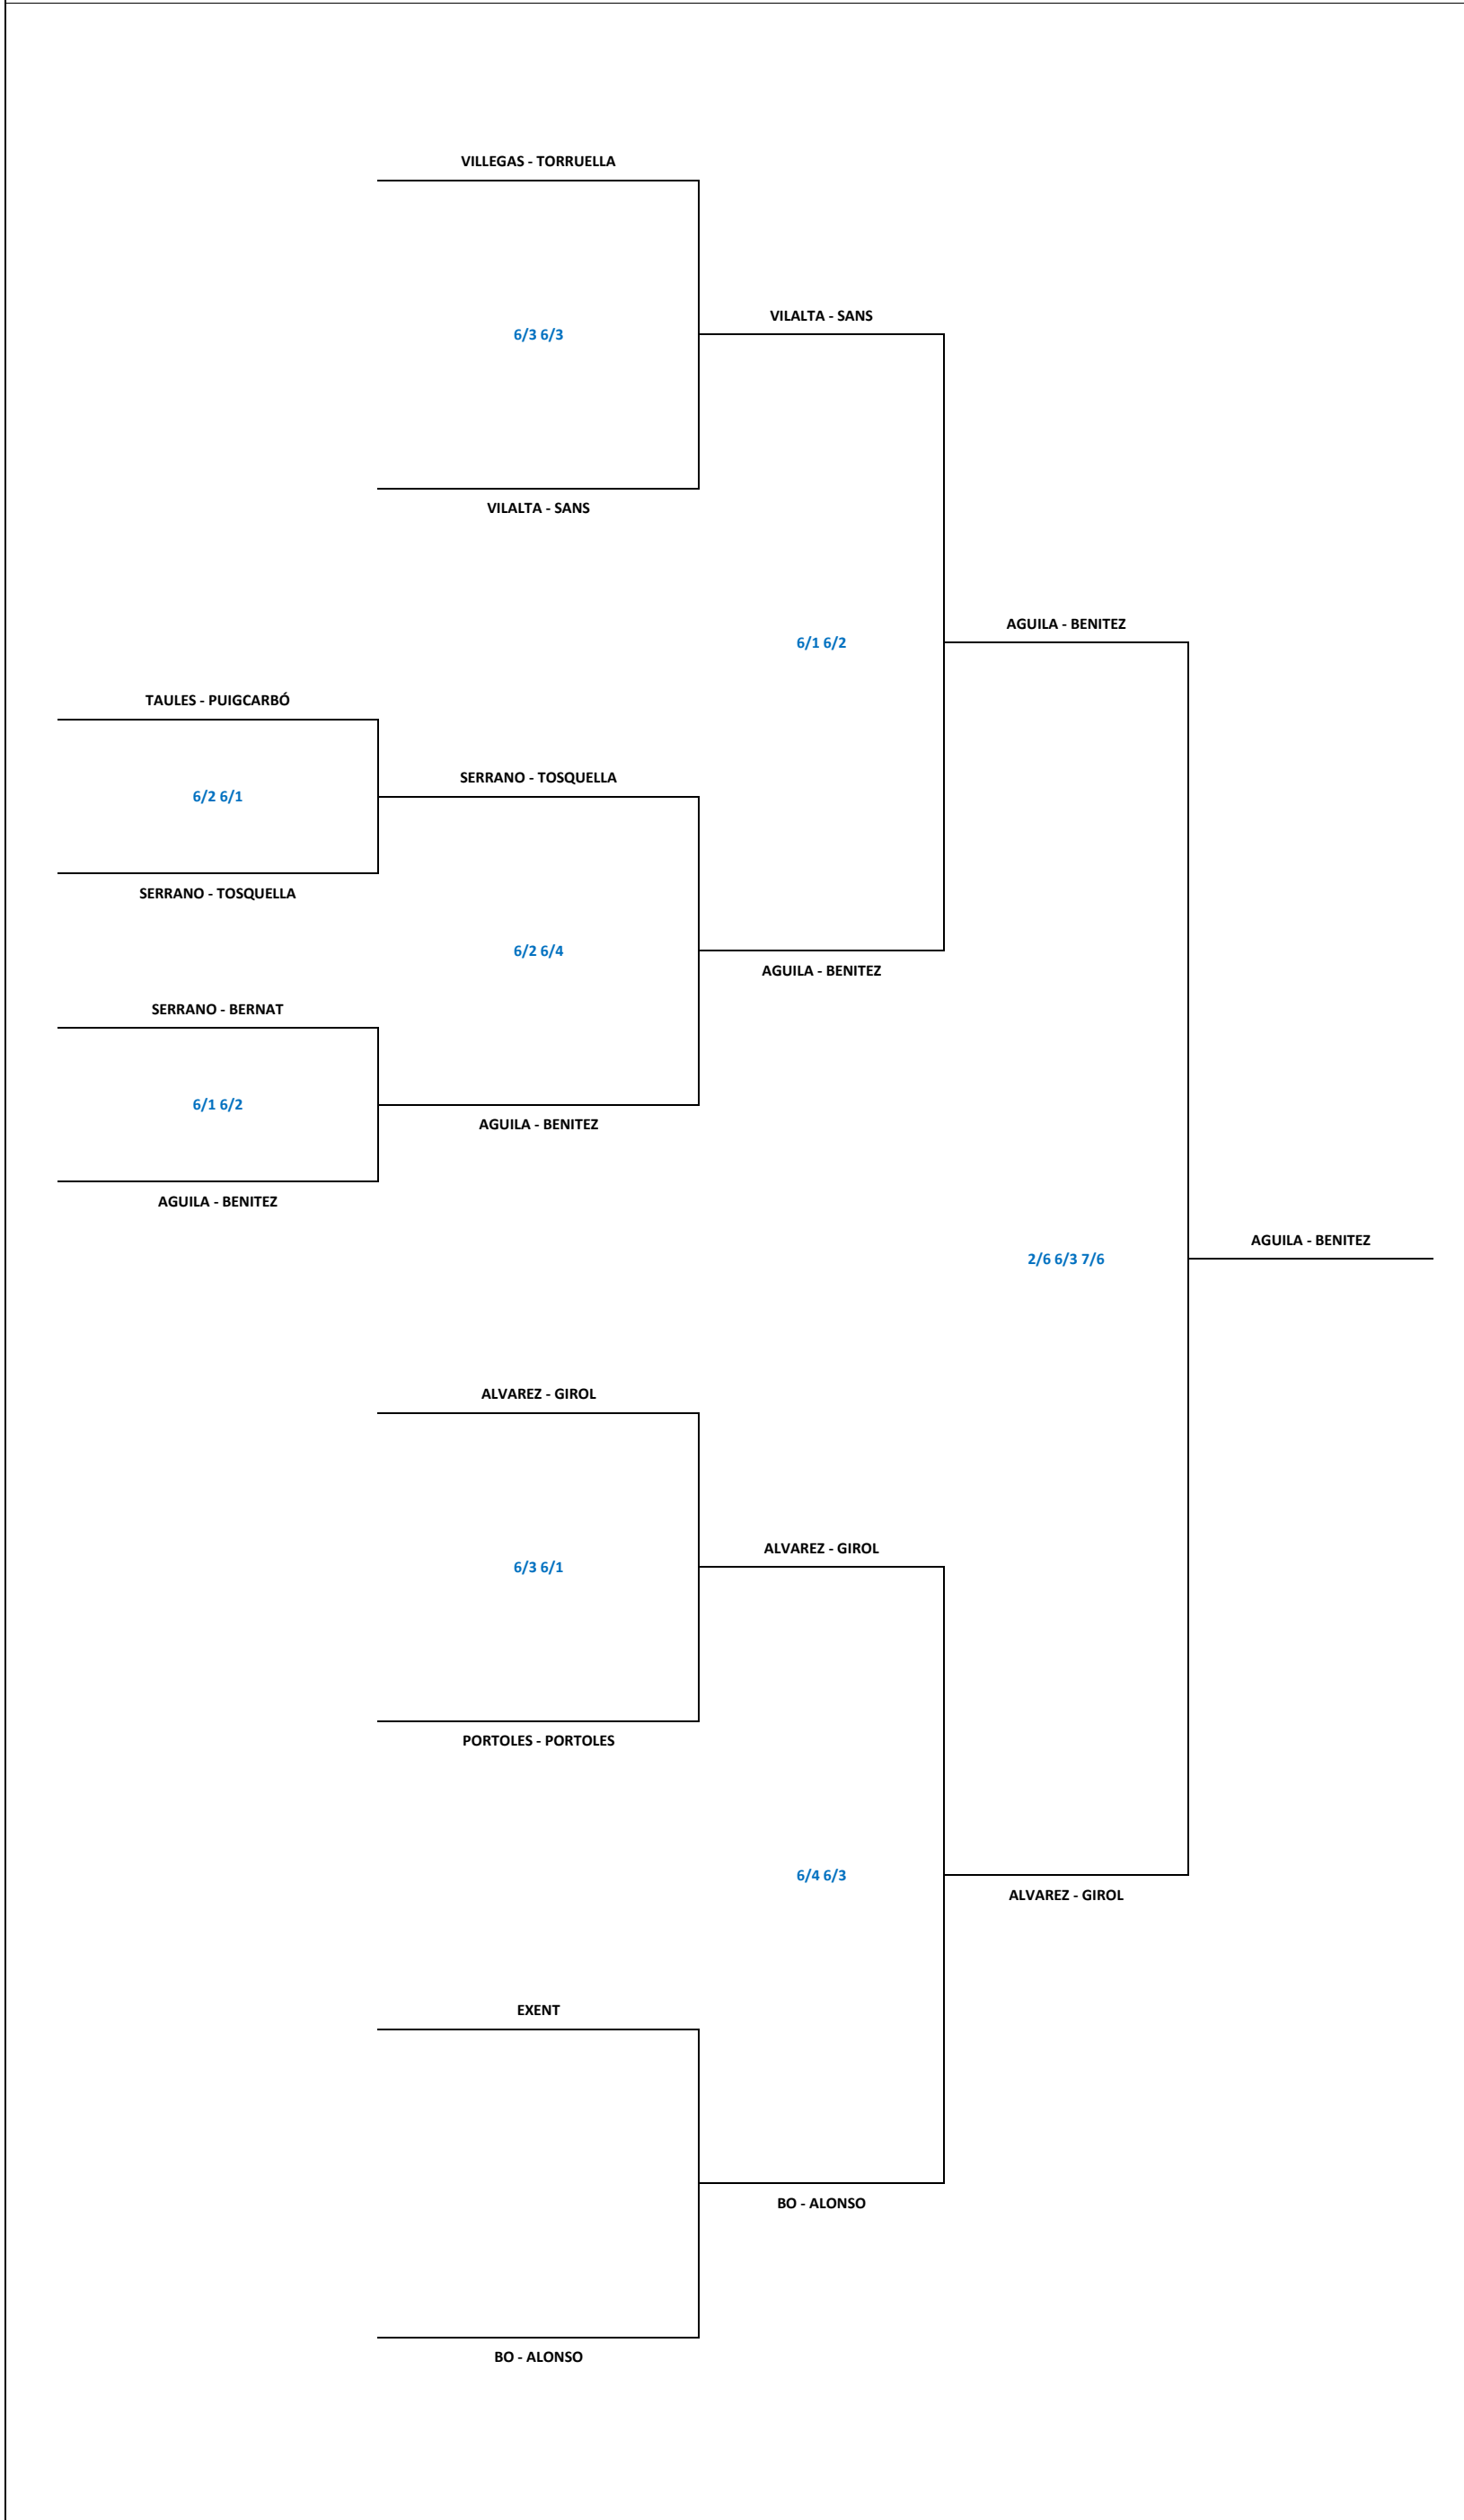 VILLEGAS - TORRUELLA
VILALTA - SANS
6/3 6/3
VILALTA - SANS
AGUILA - BENITEZ
6/1 6/2
TAULES - PUIGCARBÓ
SERRANO - TOSQUELLA
6/2 6/1
SERRANO - TOSQUELLA
6/2 6/4
AGUILA - BENITEZ
SERRANO - BERNAT
6/1 6/2
AGUILA - BENITEZ
AGUILA - BENITEZ
AGUILA - BENITEZ
2/6 6/3 7/6
ALVAREZ - GIROL
ALVAREZ - GIROL
6/3 6/1
PORTOLES - PORTOLES
6/4 6/3
ALVAREZ - GIROL
EXENT
BO - ALONSO
BO - ALONSO